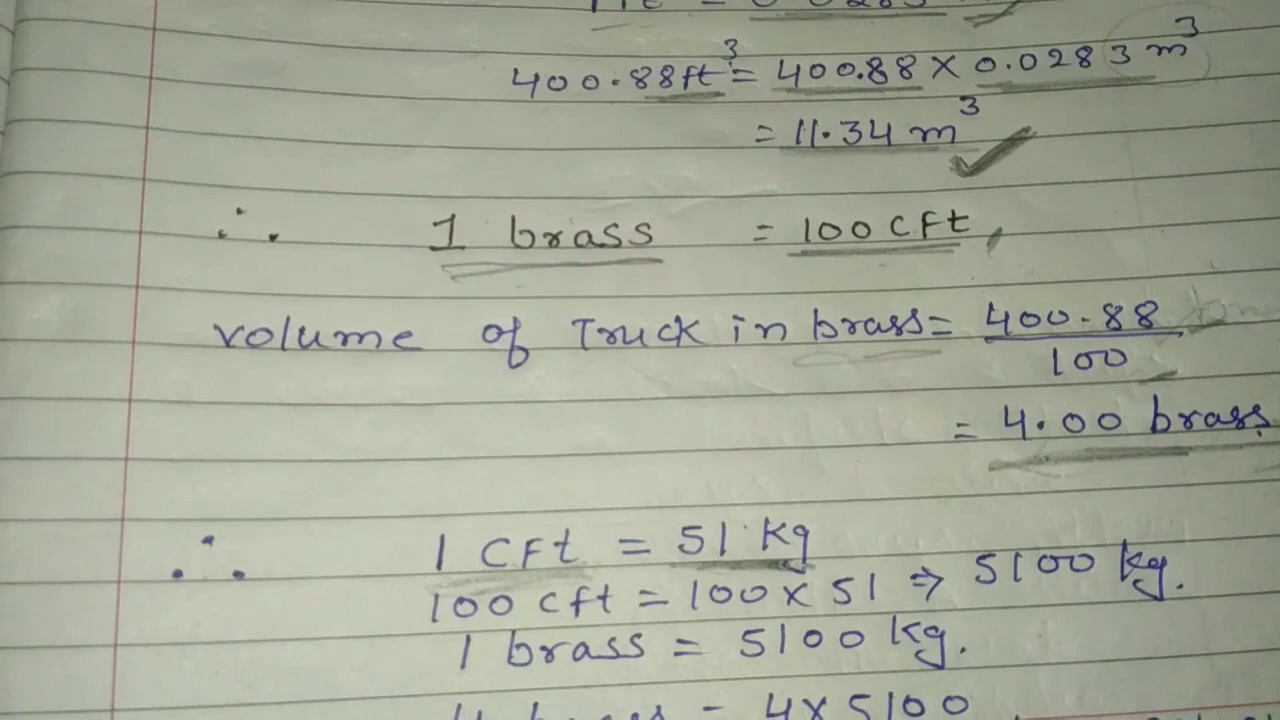 400.88ft³ = 400.88 × 0.0283 m³
= 11.34 m³
∴ 1 brass = 100 CFt,
volume of Truck in brass = 400.88 / 100
= 4.00 brass
∴ 1 CFt = 51 kg
100 cft = 100 × 51 ⇒ 5100 kg.
1 brass = 5100 kg.
= 4×5100